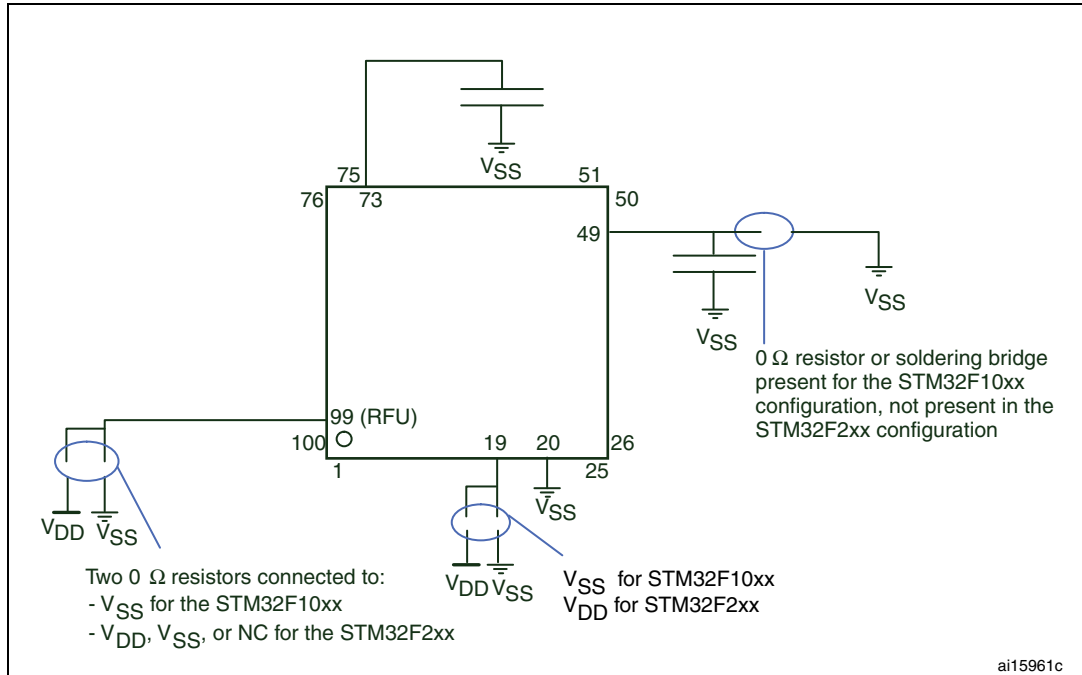 VSS
75
51
76
73
50
49
VSS
VSS
0 Ω resistor or soldering bridge
present for the STM32F10xx
configuration, not present in the
STM32F2xx configuration
99 (RFU)
100
19
20
26
1
25
VSS
VDD VSS
VDD VSS
VSS for STM32F10xx
VDD for STM32F2xx
Two 0 Ω resistors connected to:
- VSS for the STM32F10xx
- VDD, VSS, or NC for the STM32F2xx
ai15961c